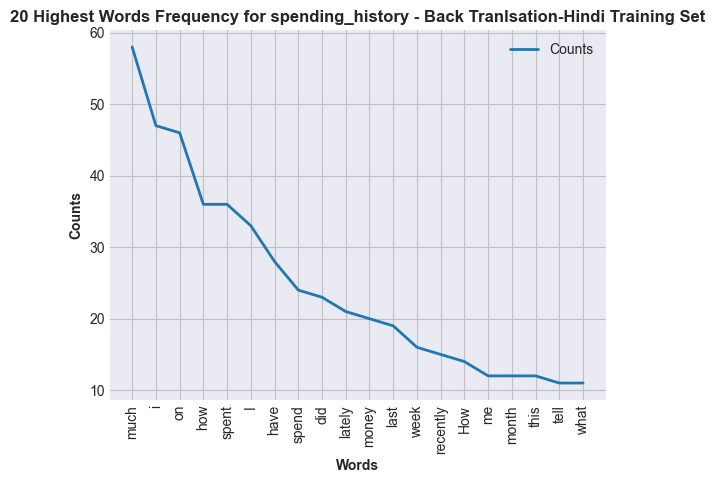 20 Highest Words Frequency for spending_history - Back Tranlsation-Hindi Training Set
Counts
60
50
40
30
20
10
Counts
much
i
on
how
spent
I
have
spend
did
lately
money
last
week
recently
How
me
month
this
tell
what
Words